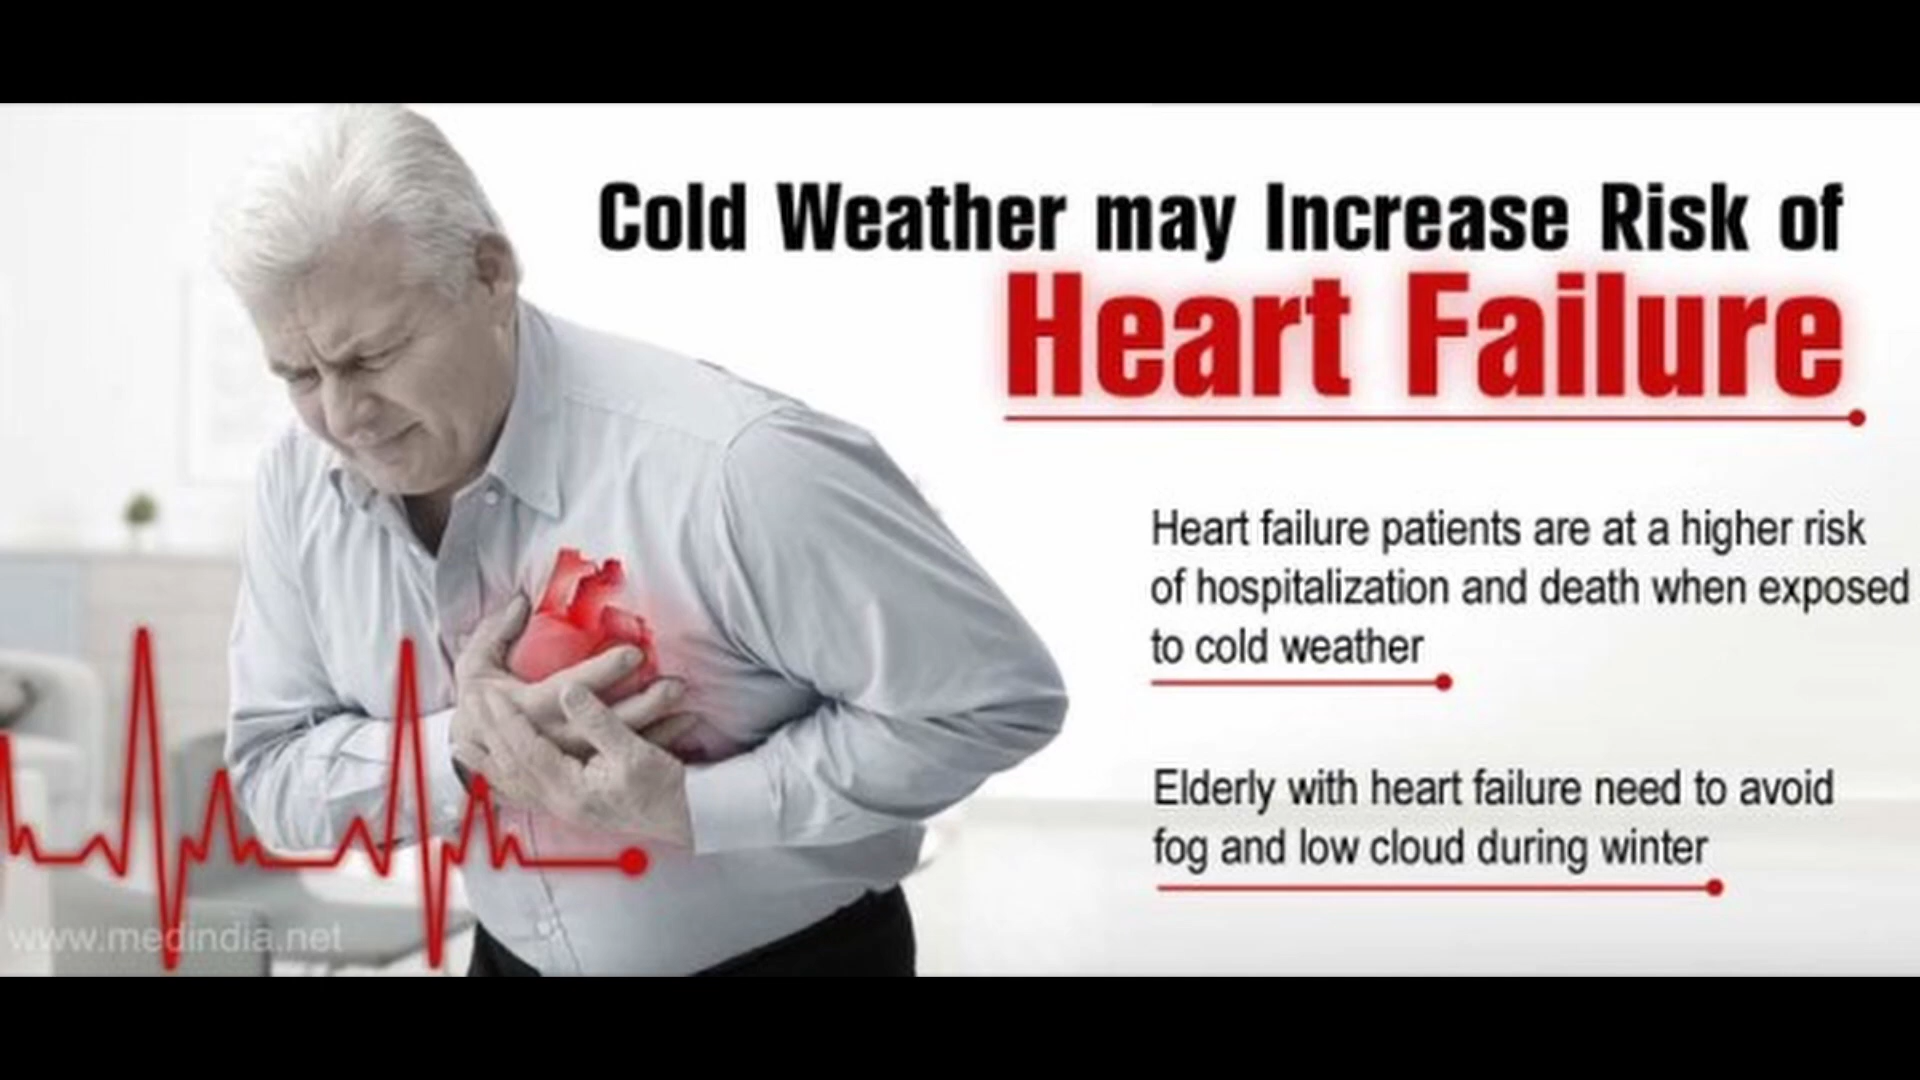 Cold Weather may Increase Risk of
Heart Failure
Heart failure patients are at a higher risk
of hospitalization and death when exposed
to cold weather
Elderly with heart failure need to avoid
fog and low cloud during winter
www.medindia.net